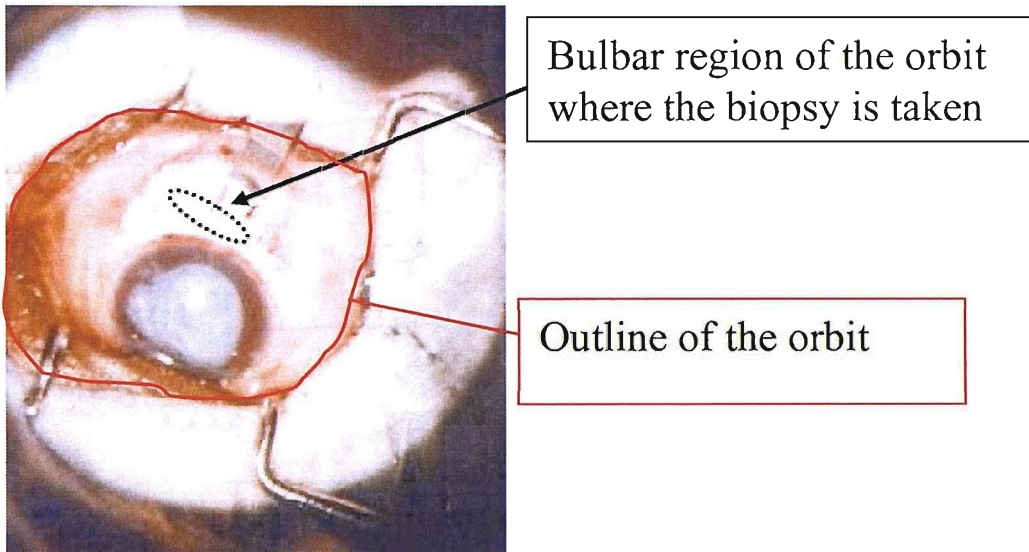 Bulbar region of the orbit
where the biopsy is taken
Outline of the orbit